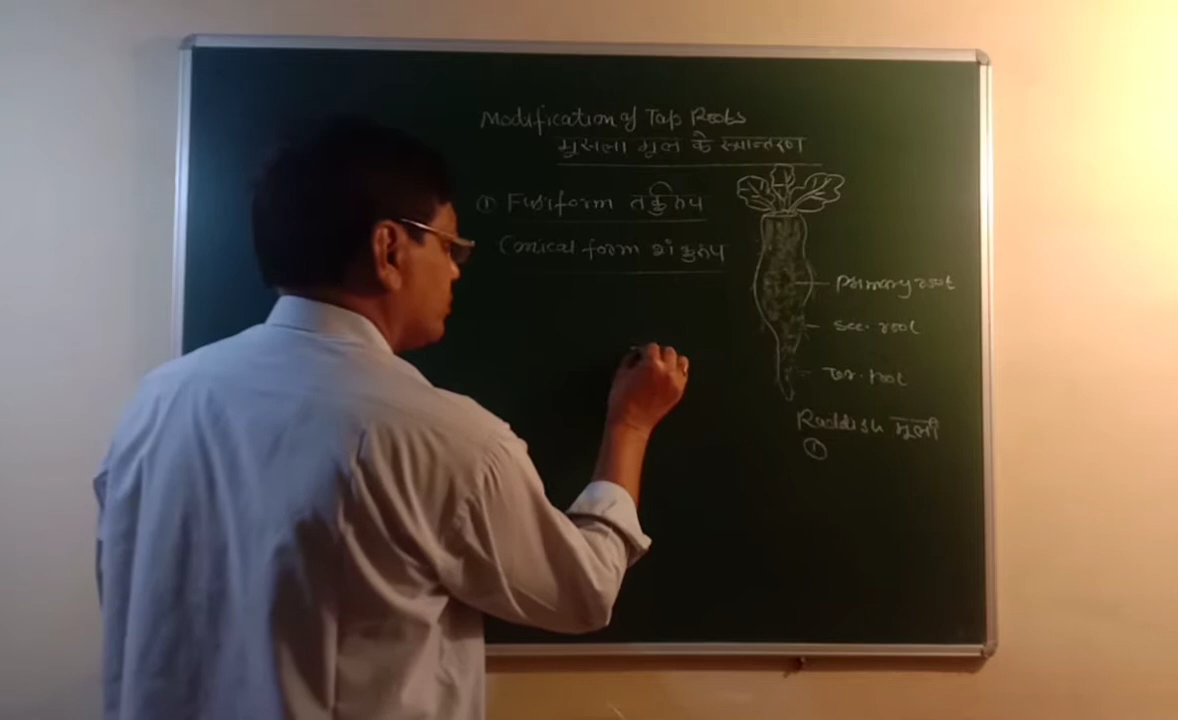 Modification of Tap Roots
मुसला मूल के रूपान्तरण
① Fusiform तर्कुरूप
Conical form शंकुरूप
Primary root
Sec. root
Ter. root
Raddish मूली
①